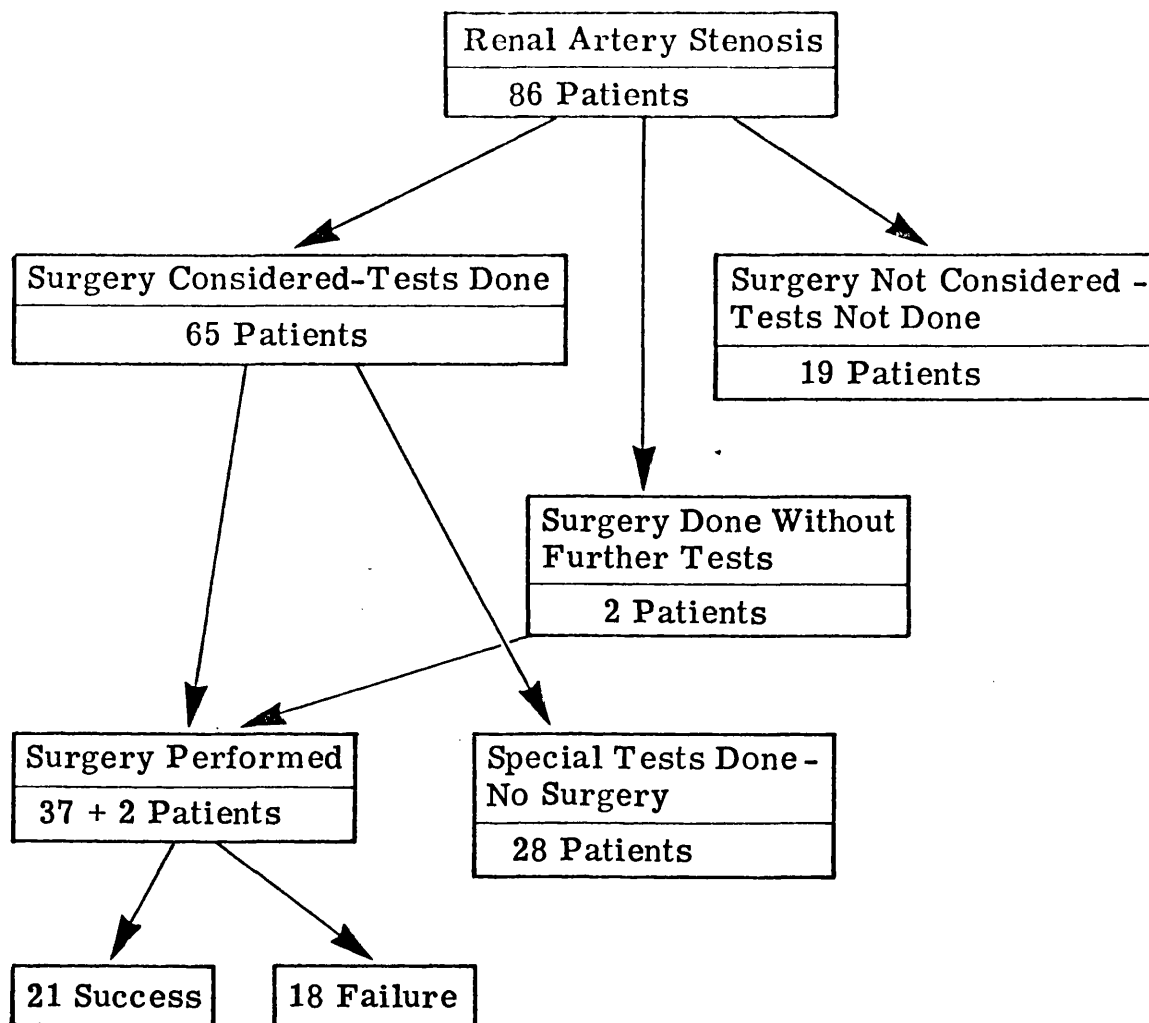 Renal Artery Stenosis
86 Patients
Surgery Considered-Tests Done
65 Patients
Surgery Not Considered -
Tests Not Done
19 Patients
Surgery Done Without
Further Tests
2 Patients
Surgery Performed
37 + 2 Patients
Special Tests Done -
No Surgery
28 Patients
21 Success
18 Failure